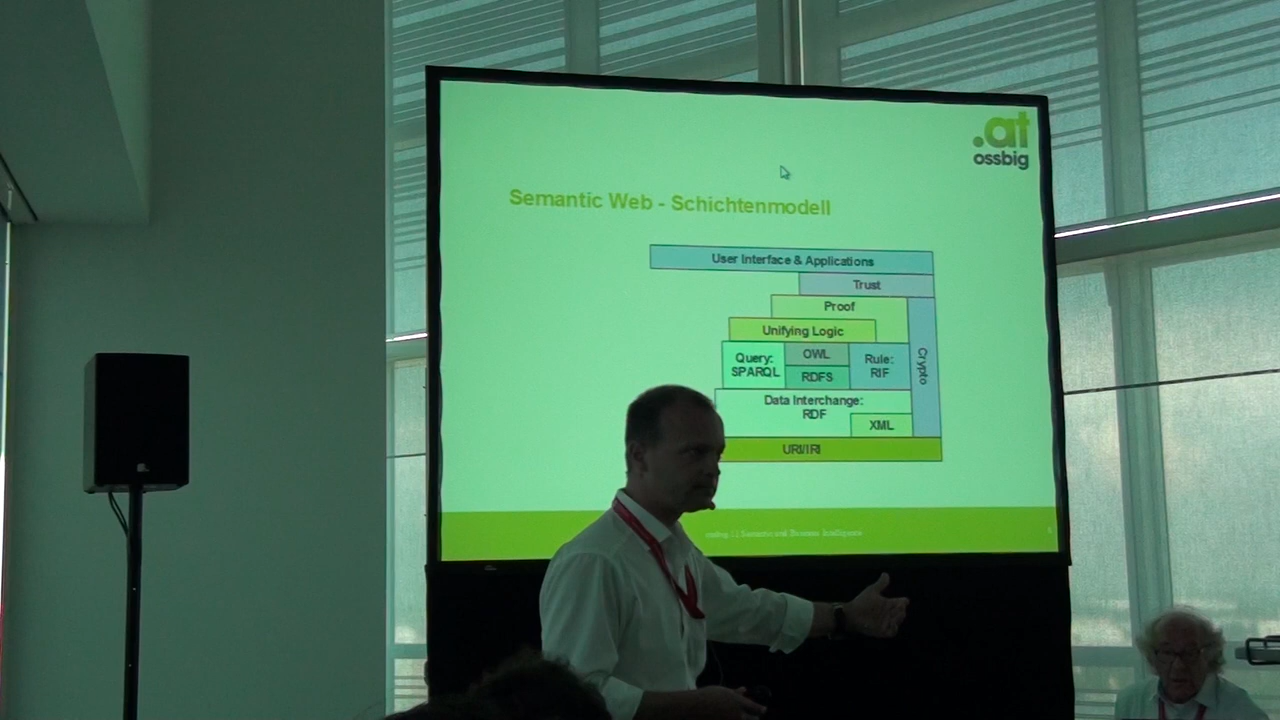 .at
ossbig
Semantic Web - Schichtenmodell
User Interface & Applications
Trust
Proof
Unifying Logic
Query:
SPARQL
OWL
RDFS
Rule:
RIF
Crypto
Data Interchange:
RDF
XML
URI/IRI